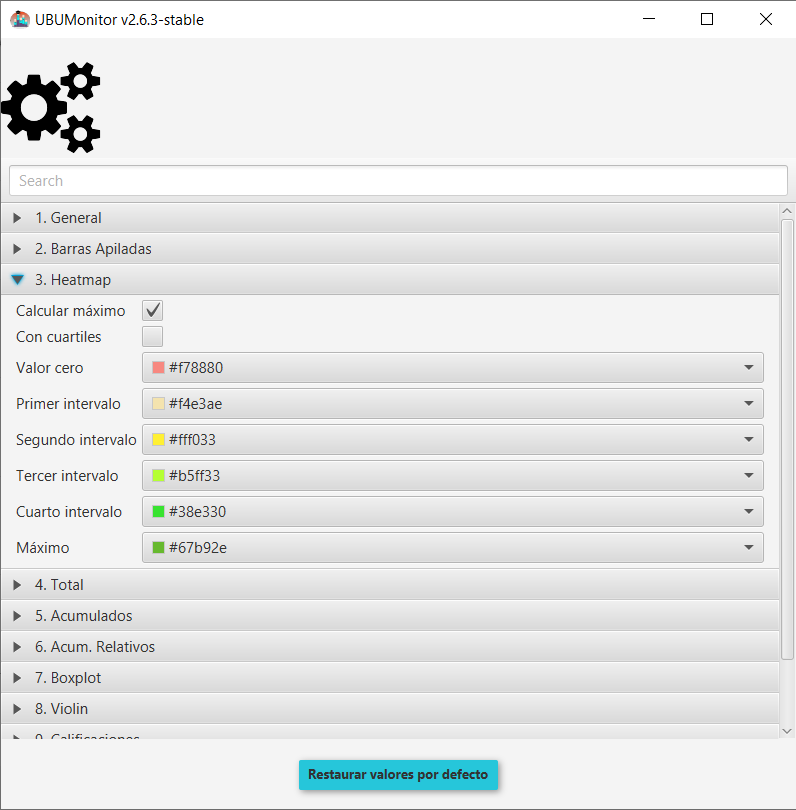 UBUMonitor v2.6.3-stable
Search
1. General
2. Barras Apiladas
3. Heatmap
Calcular máximo
Con cuartiles
Valor cero #f78880
Primer intervalo #f4e3ae
Segundo intervalo #fff033
Tercer intervalo #b5ff33
Cuarto intervalo #38e330
Máximo #67b92e
4. Total
5. Acumulados
6. Acum. Relativos
7. Boxplot
8. Violin
9. Calificaciones
Restaurar valores por defecto